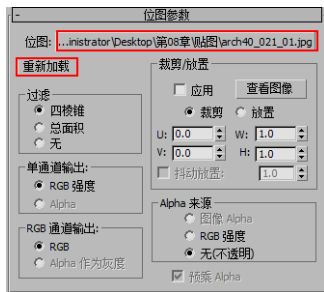 - 位图参数
位图: ...inistrator\Desktop\第08章\贴图\arch40_021_01.jpg
重新加载
裁剪/放置
应用 查看图像
裁剪 放置
U: 0.0 W: 1.0
V: 0.0 H: 1.0
抖动放置: 1.0
过滤
四棱锥
总面积
无
单通道输出:
RGB 强度
Alpha
RGB 通道输出:
RGB
Alpha 作为灰度
Alpha 来源
图像 Alpha
RGB 强度
无(不透明)
预乘 Alpha